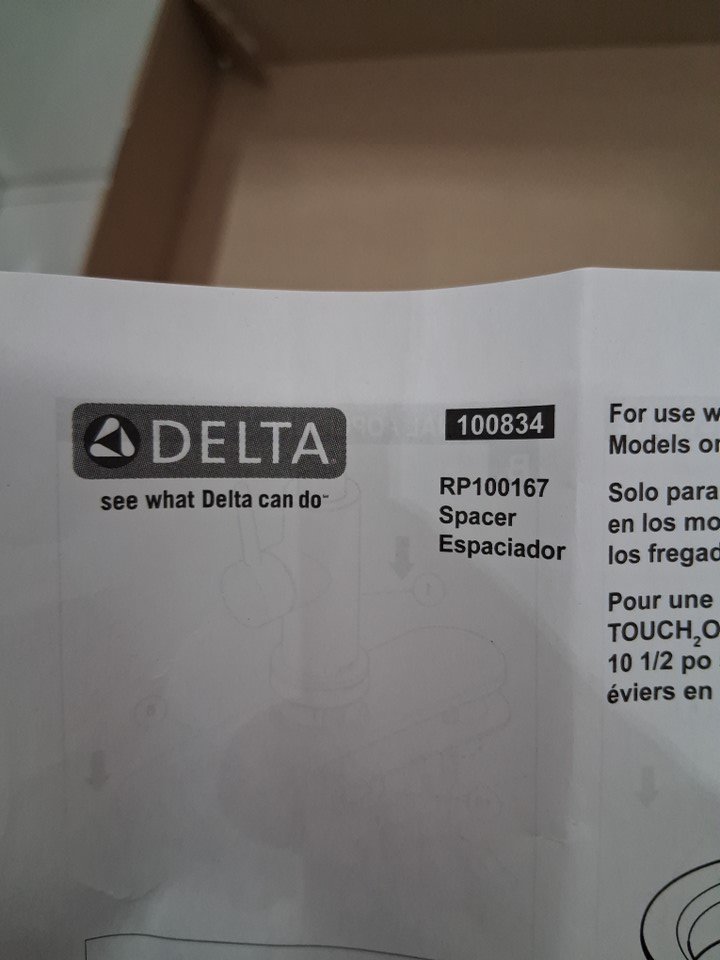 DELTA
see what Delta can do™
100834
RP100167
Spacer
Espaciador
For use w
Models or
Solo para
en los mo
los fregad
Pour une
TOUCH₂O
10 1/2 po
éviers en